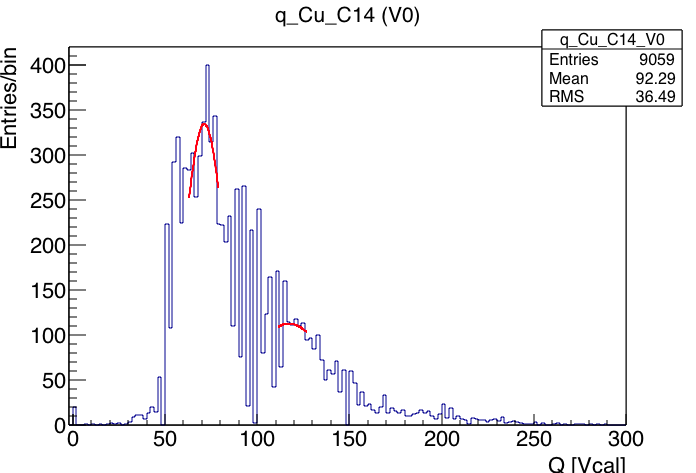 q_Cu_C14 (V0)
q_Cu_C14_V0
Entries 9059
Mean 92.29
RMS 36.49
Entries/bin
400
350
300
250
200
150
100
50
0
0 50 100 150 200 250 300
Q [Vcal]